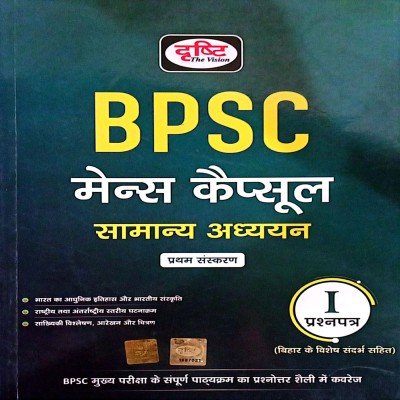 दृष्टि
The Vision
BPSC
मेन्स कैप्सूल
सामान्य अध्ययन
प्रथम संस्करण
भारत का आधुनिक इतिहास और भारतीय संस्कृति
राष्ट्रीय तथा अंतर्राष्ट्रीय स्तरीय घटनाक्रम
सांख्यिकी विश्लेषण, आरेखन और चित्रण
I
प्रश्नपत्र
(बिहार के विशेष संदर्भ सहित)
BPSC मुख्य परीक्षा के संपूर्ण पाठ्यक्रम का प्रश्नोत्तर शैली में कवरेज